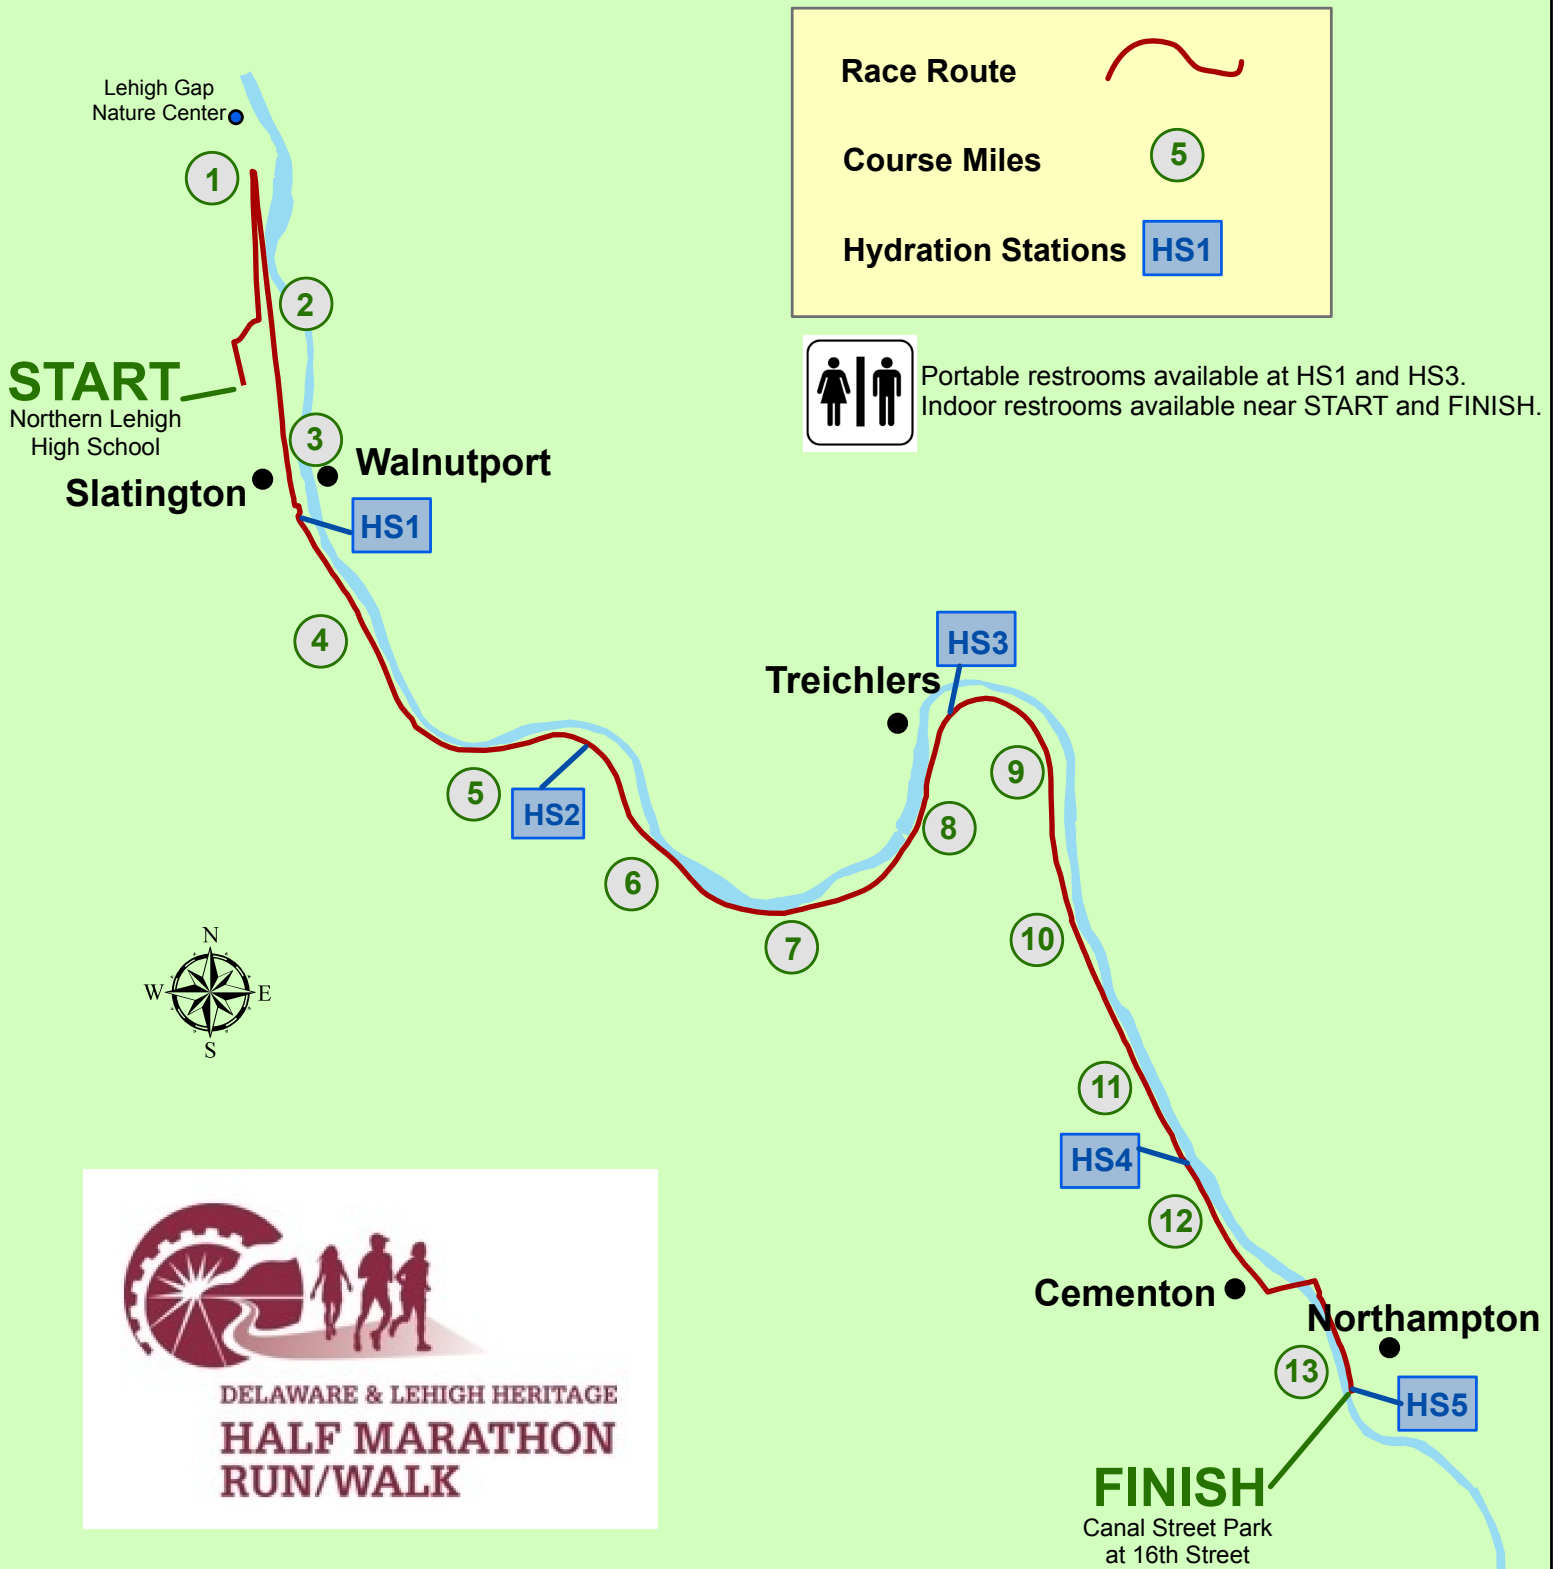 Lehigh Gap
Nature Center
Race Route
Course Miles
5
Hydration Stations
HS1
Portable restrooms available at HS1 and HS3.
Indoor restrooms available near START and FINISH.
1
2
START
Northern Lehigh
High School
3
Walnutport
Slatington
HS1
4
HS3
Treichlers
5
HS2
9
8
6
7
10
N
W
E
S
11
HS4
12
Cementon
Northampton
13
HS5
FINISH
Canal Street Park
at 16th Street
DELAWARE & LEHIGH HERITAGE
HALF MARATHON
RUN/WALK